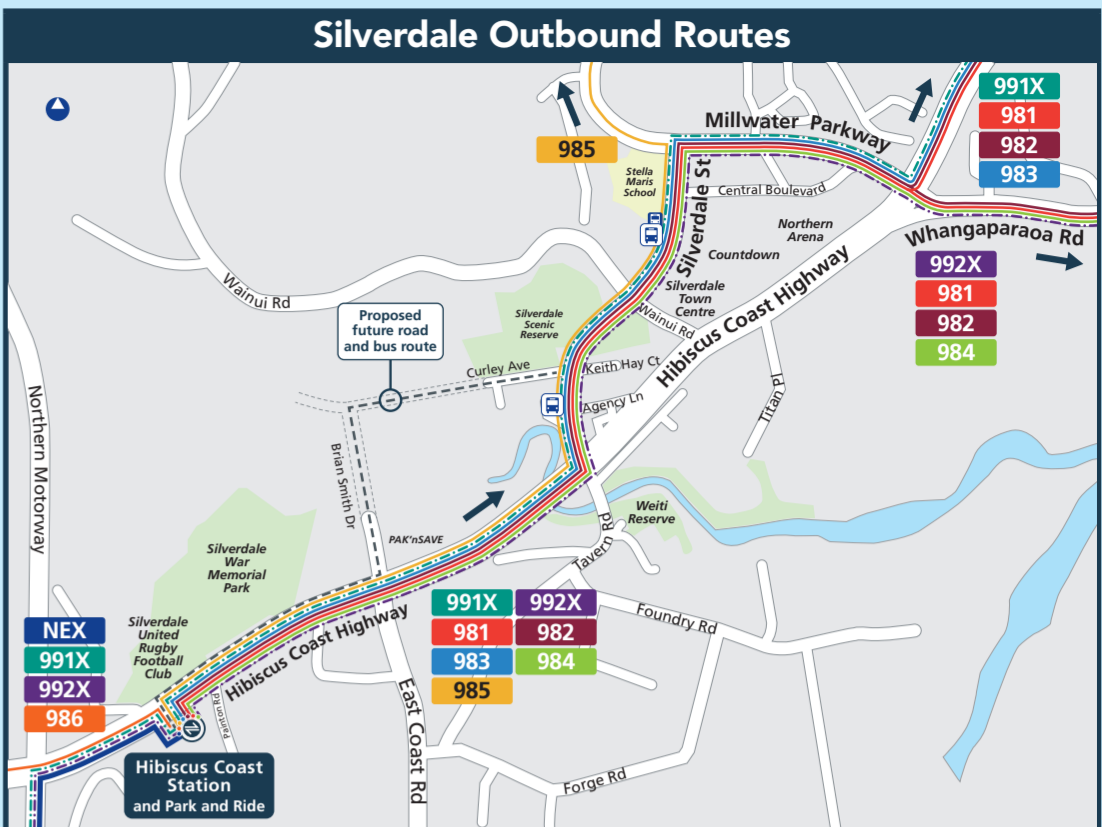 Silverdale Outbound Routes
991X
981
982
983
Millwater Parkway
985
Stella
Maris
School
Silverdale St
Central Boulevard
Northern
Arena
Countdown
Whangaparaoa Rd
992X
981
982
984
Wainui Rd
Silverdale
Town
Centre
Wainui Rd
Hibiscus Coast Highway
Proposed
future road
and bus route
Silverdale
Scenic
Reserve
Curley Ave
Keith Hay Ct
Agency Ln
Titan Pl
Northern Motorway
Brian Smith Dr
PAK'nSAVE
Weiti
Reserve
Tavern Rd
Silverdale
War
Memorial
Park
Foundry Rd
991X 992X
981 982
983 984
985
Silverdale
United
Rugby
Football
Club
Hibiscus Coast Highway
NEX
991X
992X
986
Painton Rd
East Coast Rd
Hibiscus Coast
Station
and Park and Ride
Forge Rd